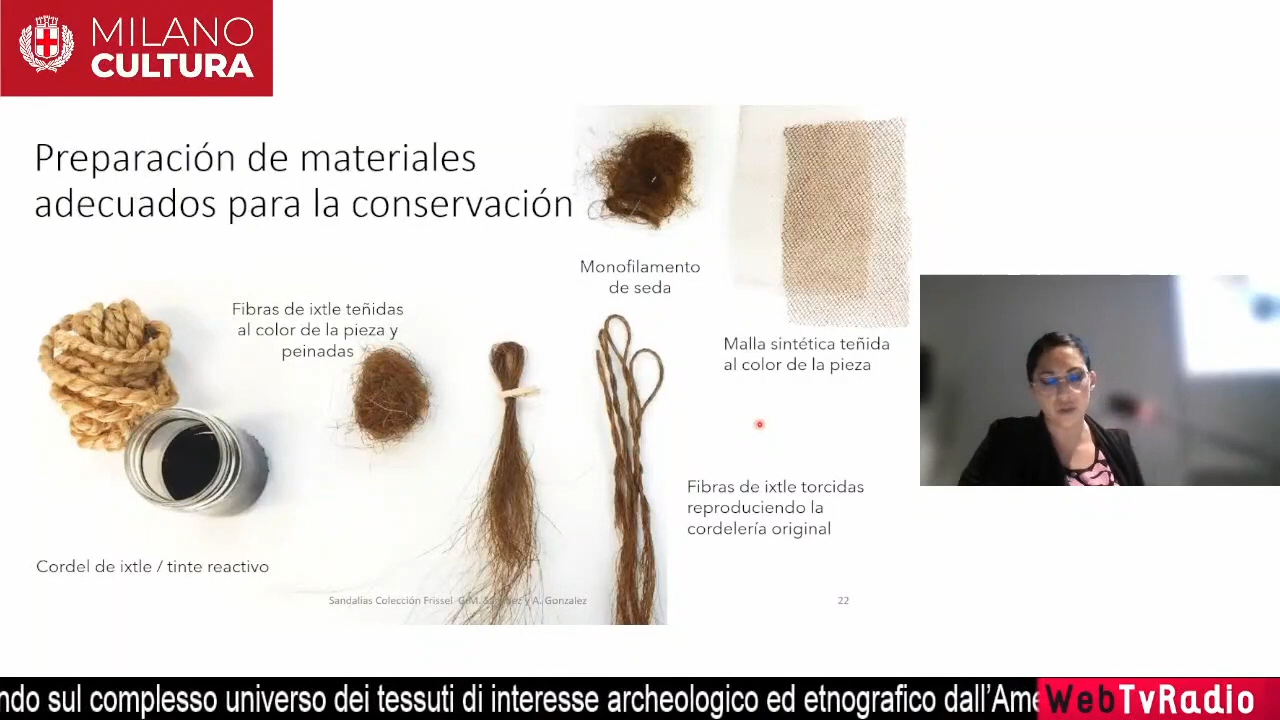 MILANO
CULTURA
Preparación de materiales
adecuados para la conservación
Monofilamento
de seda
Fibras de ixtle teñidas
al color de la pieza y
peinadas
Malla sintética teñida
al color de la pieza
Fibras de ixtle torcidas
reproduciendo la
cordelería original
Cordel de ixtle / tinte reactivo
Sandalias Colección Frissel y A. Gonzalez
22
ndo sul complesso universo dei tessuti di interesse archeologico ed etnografico dall'Ame
WebTvRadio